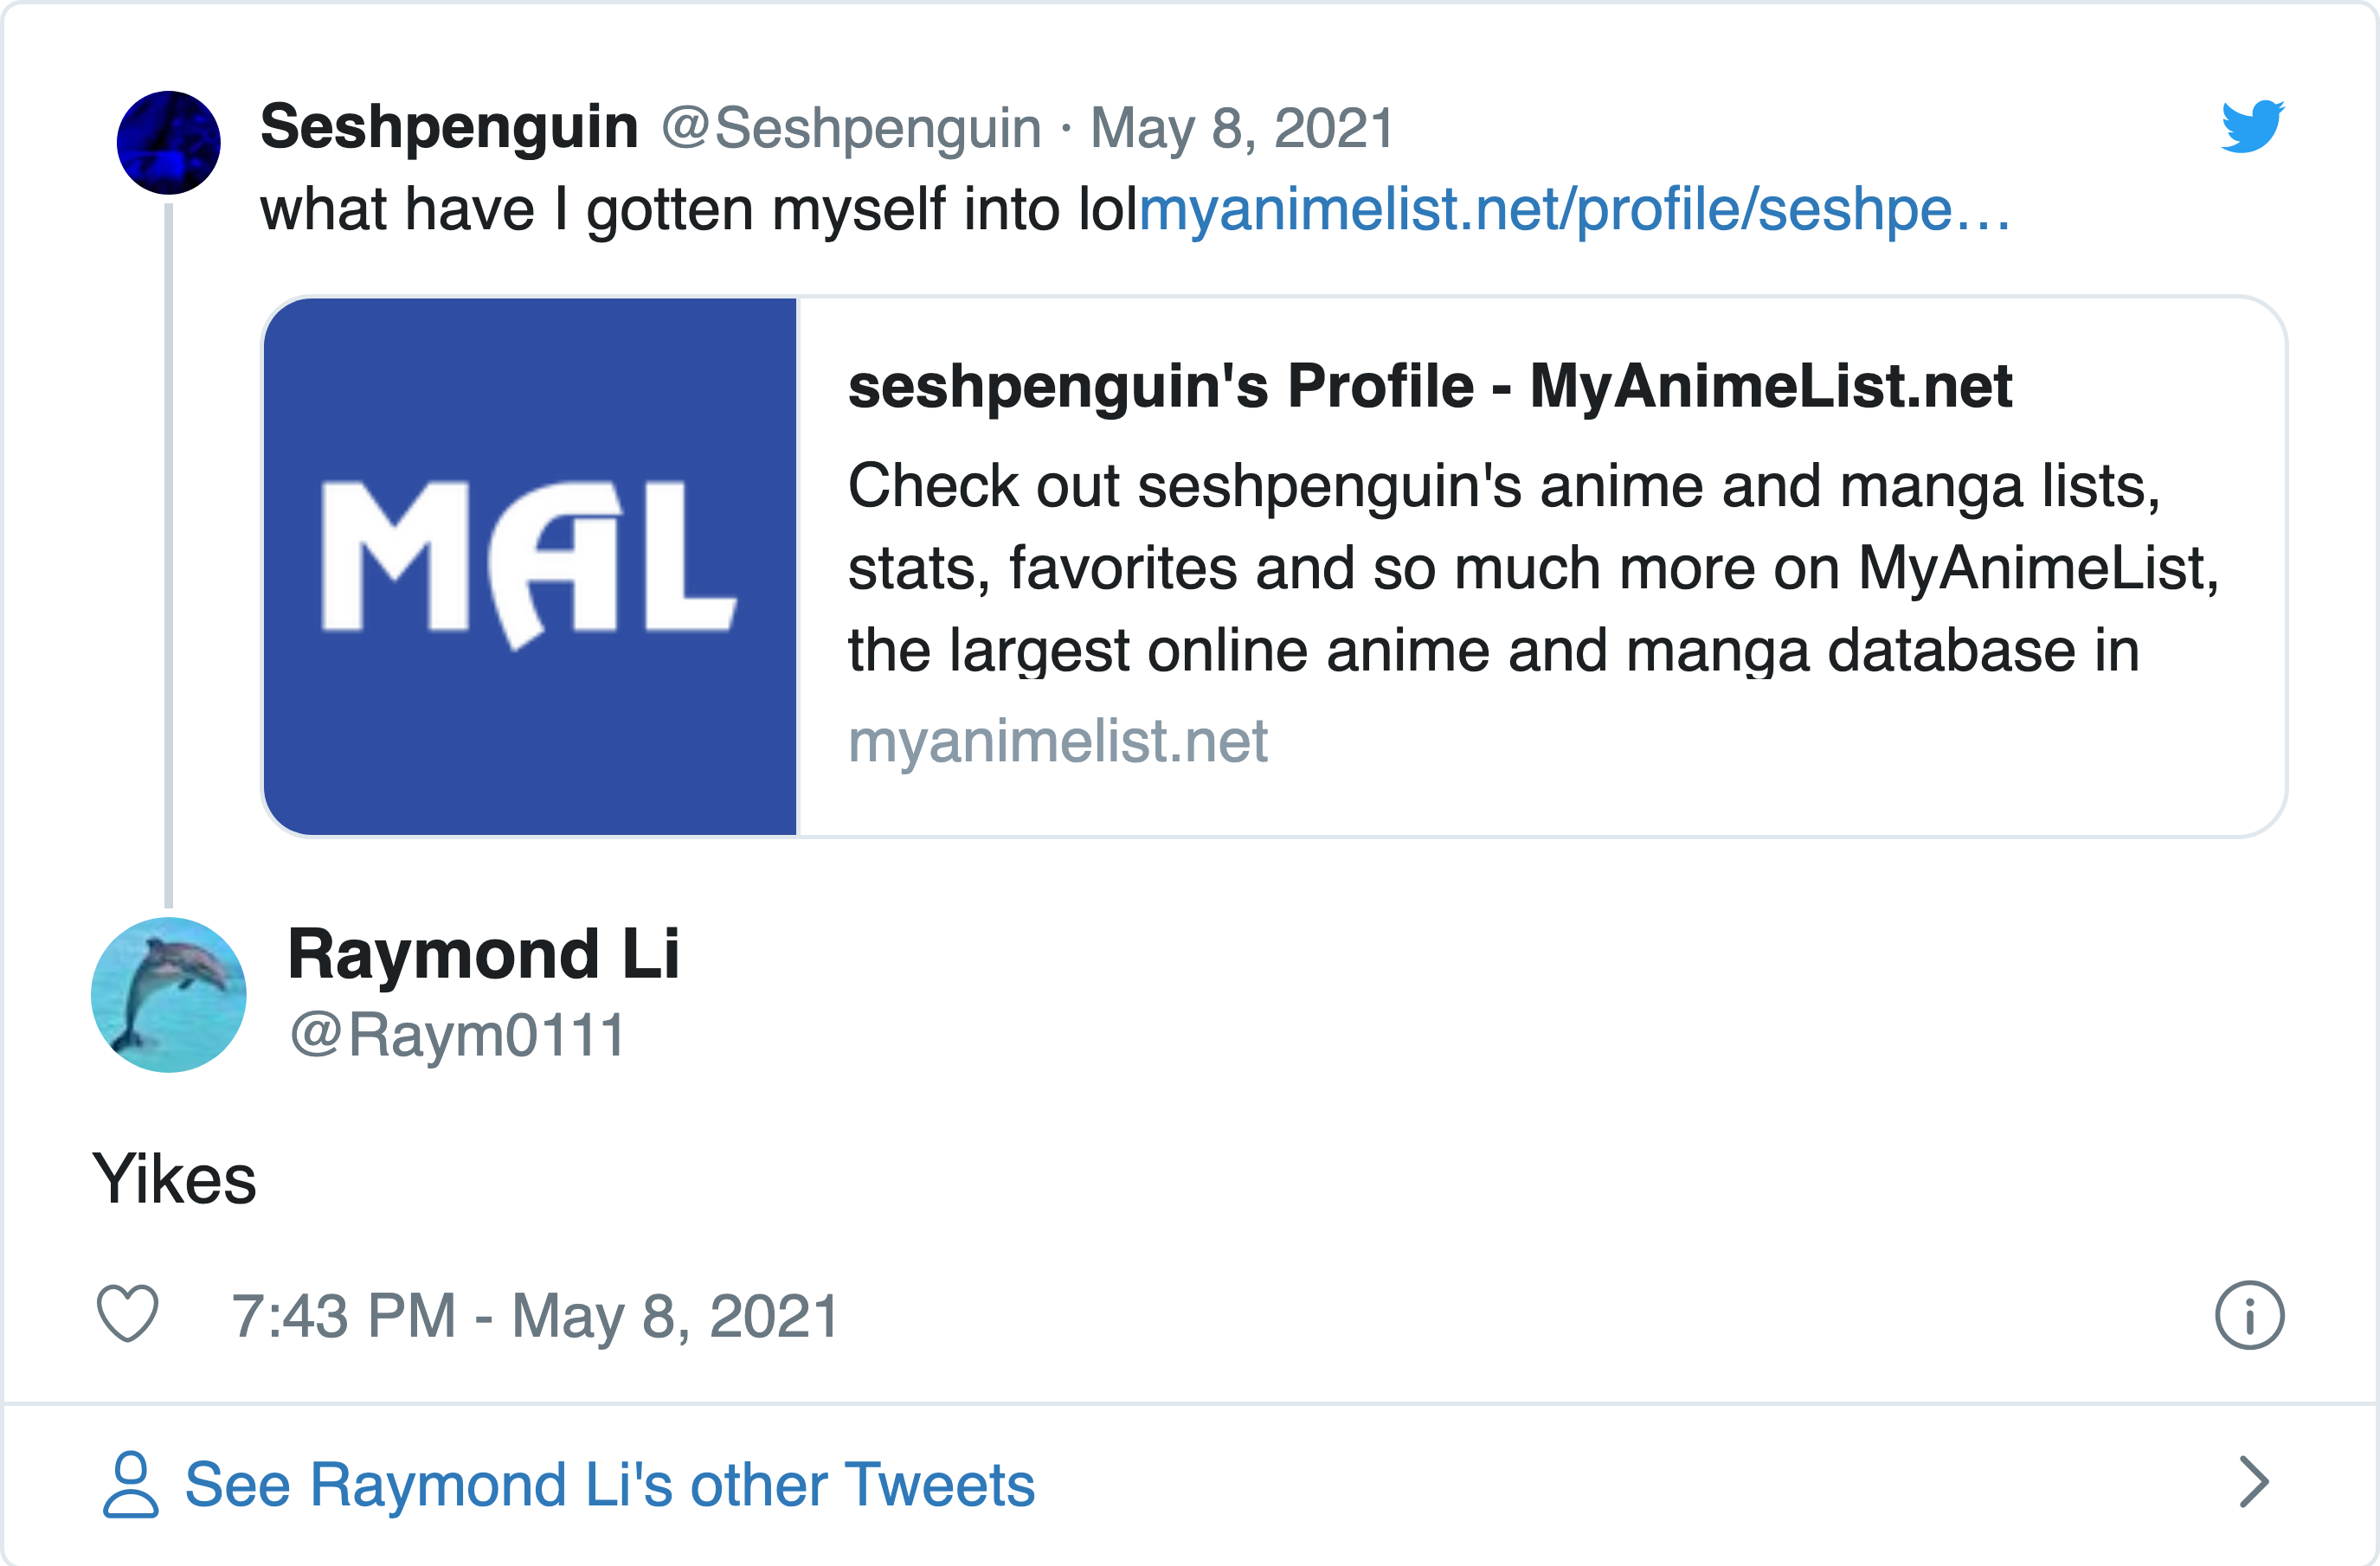 Seshpenguin @Seshpenguin · May 8, 2021
what have I gotten myself into lolmyanimelist.net/profile/seshpe…
MAL
seshpenguin's Profile - MyAnimeList.net
Check out seshpenguin's anime and manga lists,
stats, favorites and so much more on MyAnimeList,
the largest online anime and manga database in
myanimelist.net
Raymond Li
@Raym0111
Yikes
7:43 PM - May 8, 2021
See Raymond Li's other Tweets